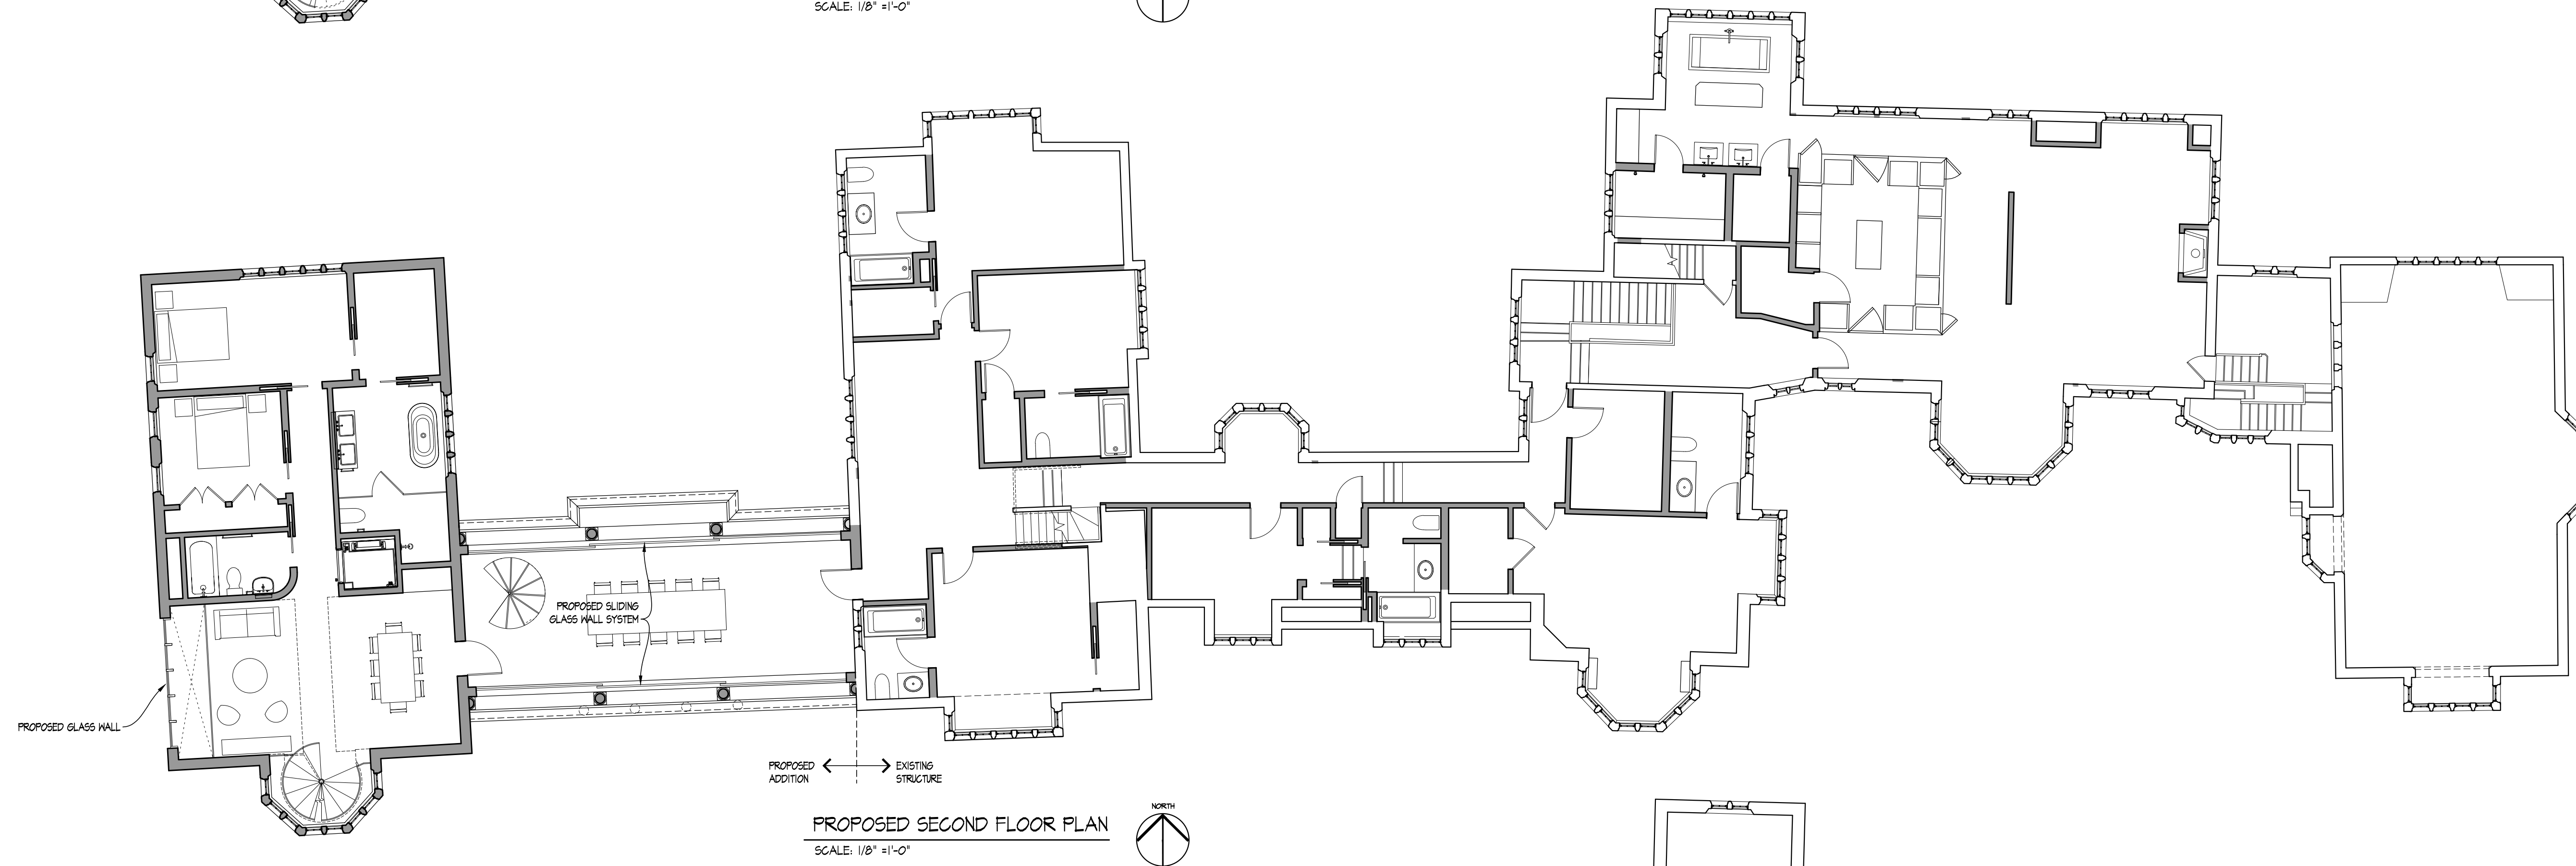 SCALE: 1/8" =1'-0"
PROPOSED SLIDING
GLASS WALL SYSTEM
PROPOSED GLASS WALL
PROPOSED
ADDITION
EXISTING
STRUCTURE
NORTH
PROPOSED SECOND FLOOR PLAN
SCALE: 1/8" =1'-0"